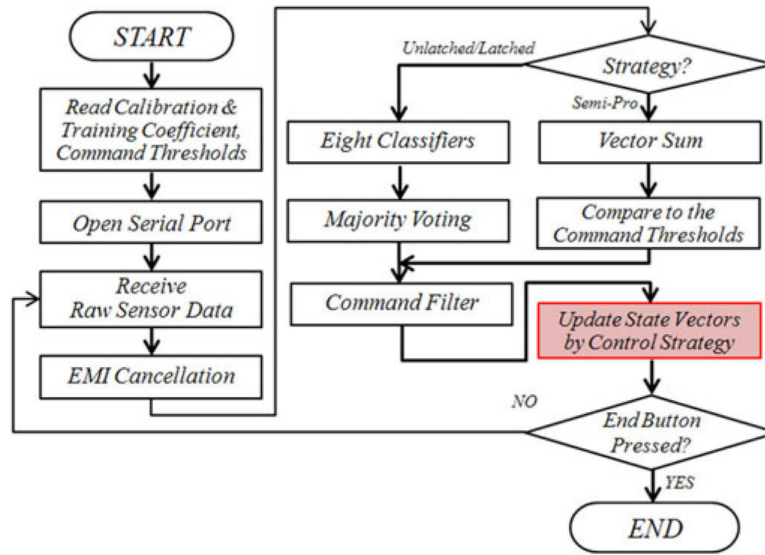 START
Read Calibration &
Training Coefficient,
Command Thresholds
Open Serial Port
Receive
Raw Sensor Data
EMI Cancellation
Unlatched/Latched
Strategy?
Semi-Pro
Eight Classifiers
Vector Sum
Majority Voting
Compare to the
Command Thresholds
Command Filter
Update State Vectors
by Control Strategy
NO
End Button
Pressed?
YES
END